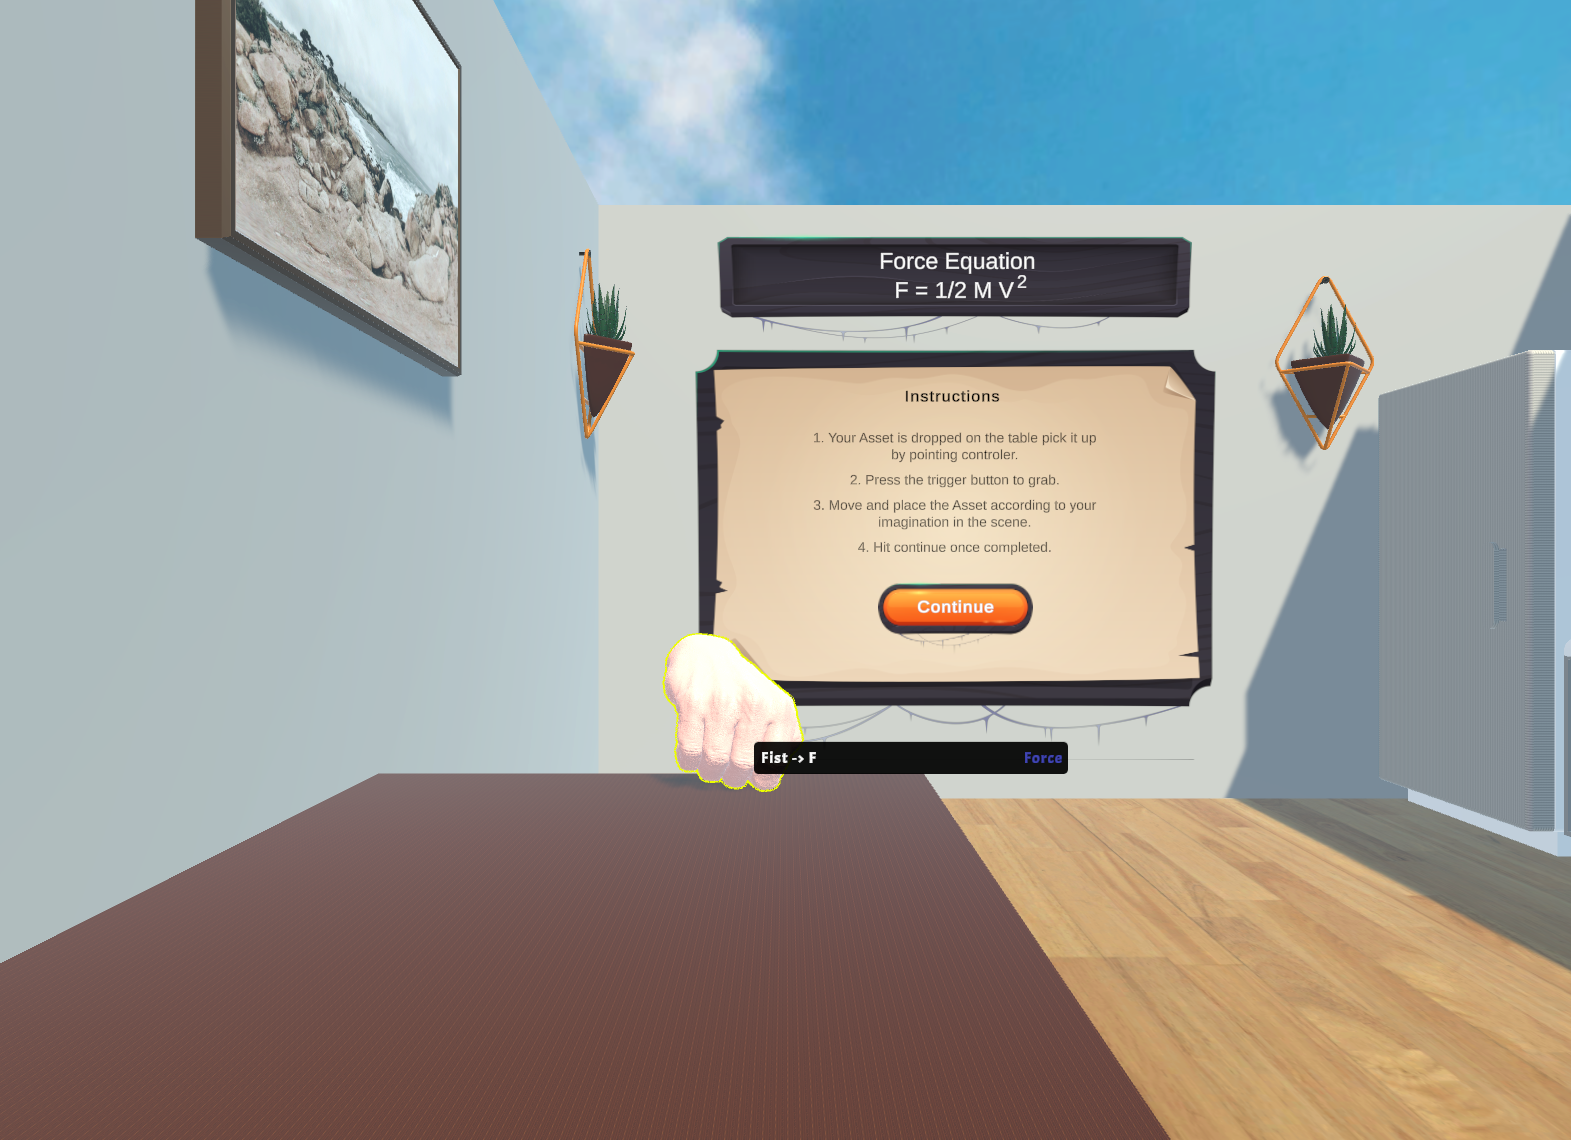 Force Equation
F = 1/2 M V²
Instructions
1. Your Asset is dropped on the table pick it up
by pointing controler.
2. Press the trigger button to grab.
3. Move and place the Asset according to your
imagination in the scene.
4. Hit continue once completed.
Continue
Fist -> F Force